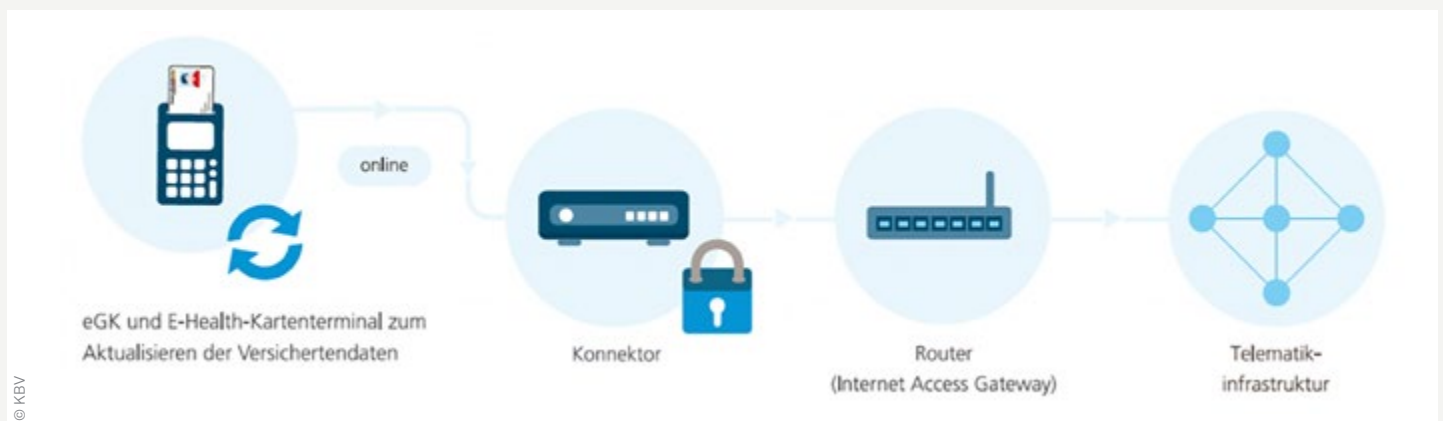 online
eGK und E-Health-Kartenterminal zum
Aktualisieren der Versichertendaten
Konnektor
Router
(Internet Access Gateway)
Telematik-
infrastruktur
© KBV